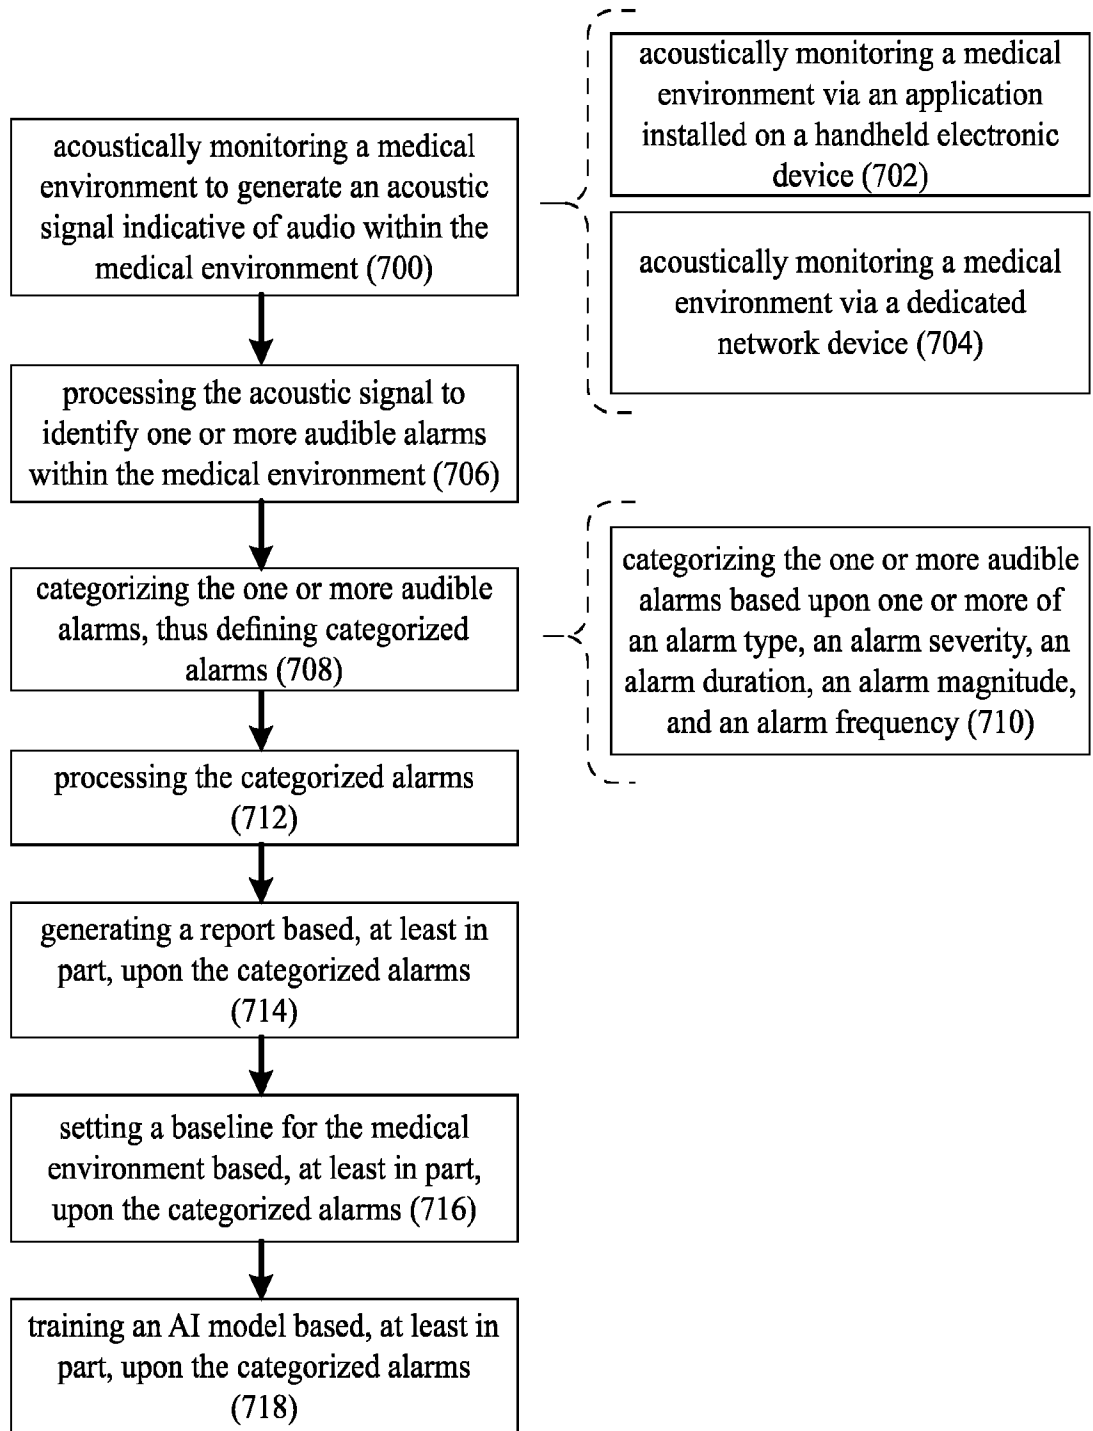 acoustically monitoring a medical
environment to generate an acoustic
signal indicative of audio within the
medical environment (700)
acoustically monitoring a medical
environment via an application
installed on a handheld electronic
device (702)
acoustically monitoring a medical
environment via a dedicated
network device (704)
processing the acoustic signal to
identify one or more audible alarms
within the medical environment (706)
categorizing the one or more audible
alarms, thus defining categorized
alarms (708)
categorizing the one or more audible
alarms based upon one or more of
an alarm type, an alarm severity, an
alarm duration, an alarm magnitude,
and an alarm frequency (710)
processing the categorized alarms
(712)
generating a report based, at least in
part, upon the categorized alarms
(714)
setting a baseline for the medical
environment based, at least in part,
upon the categorized alarms (716)
training an AI model based, at least in
part, upon the categorized alarms
(718)